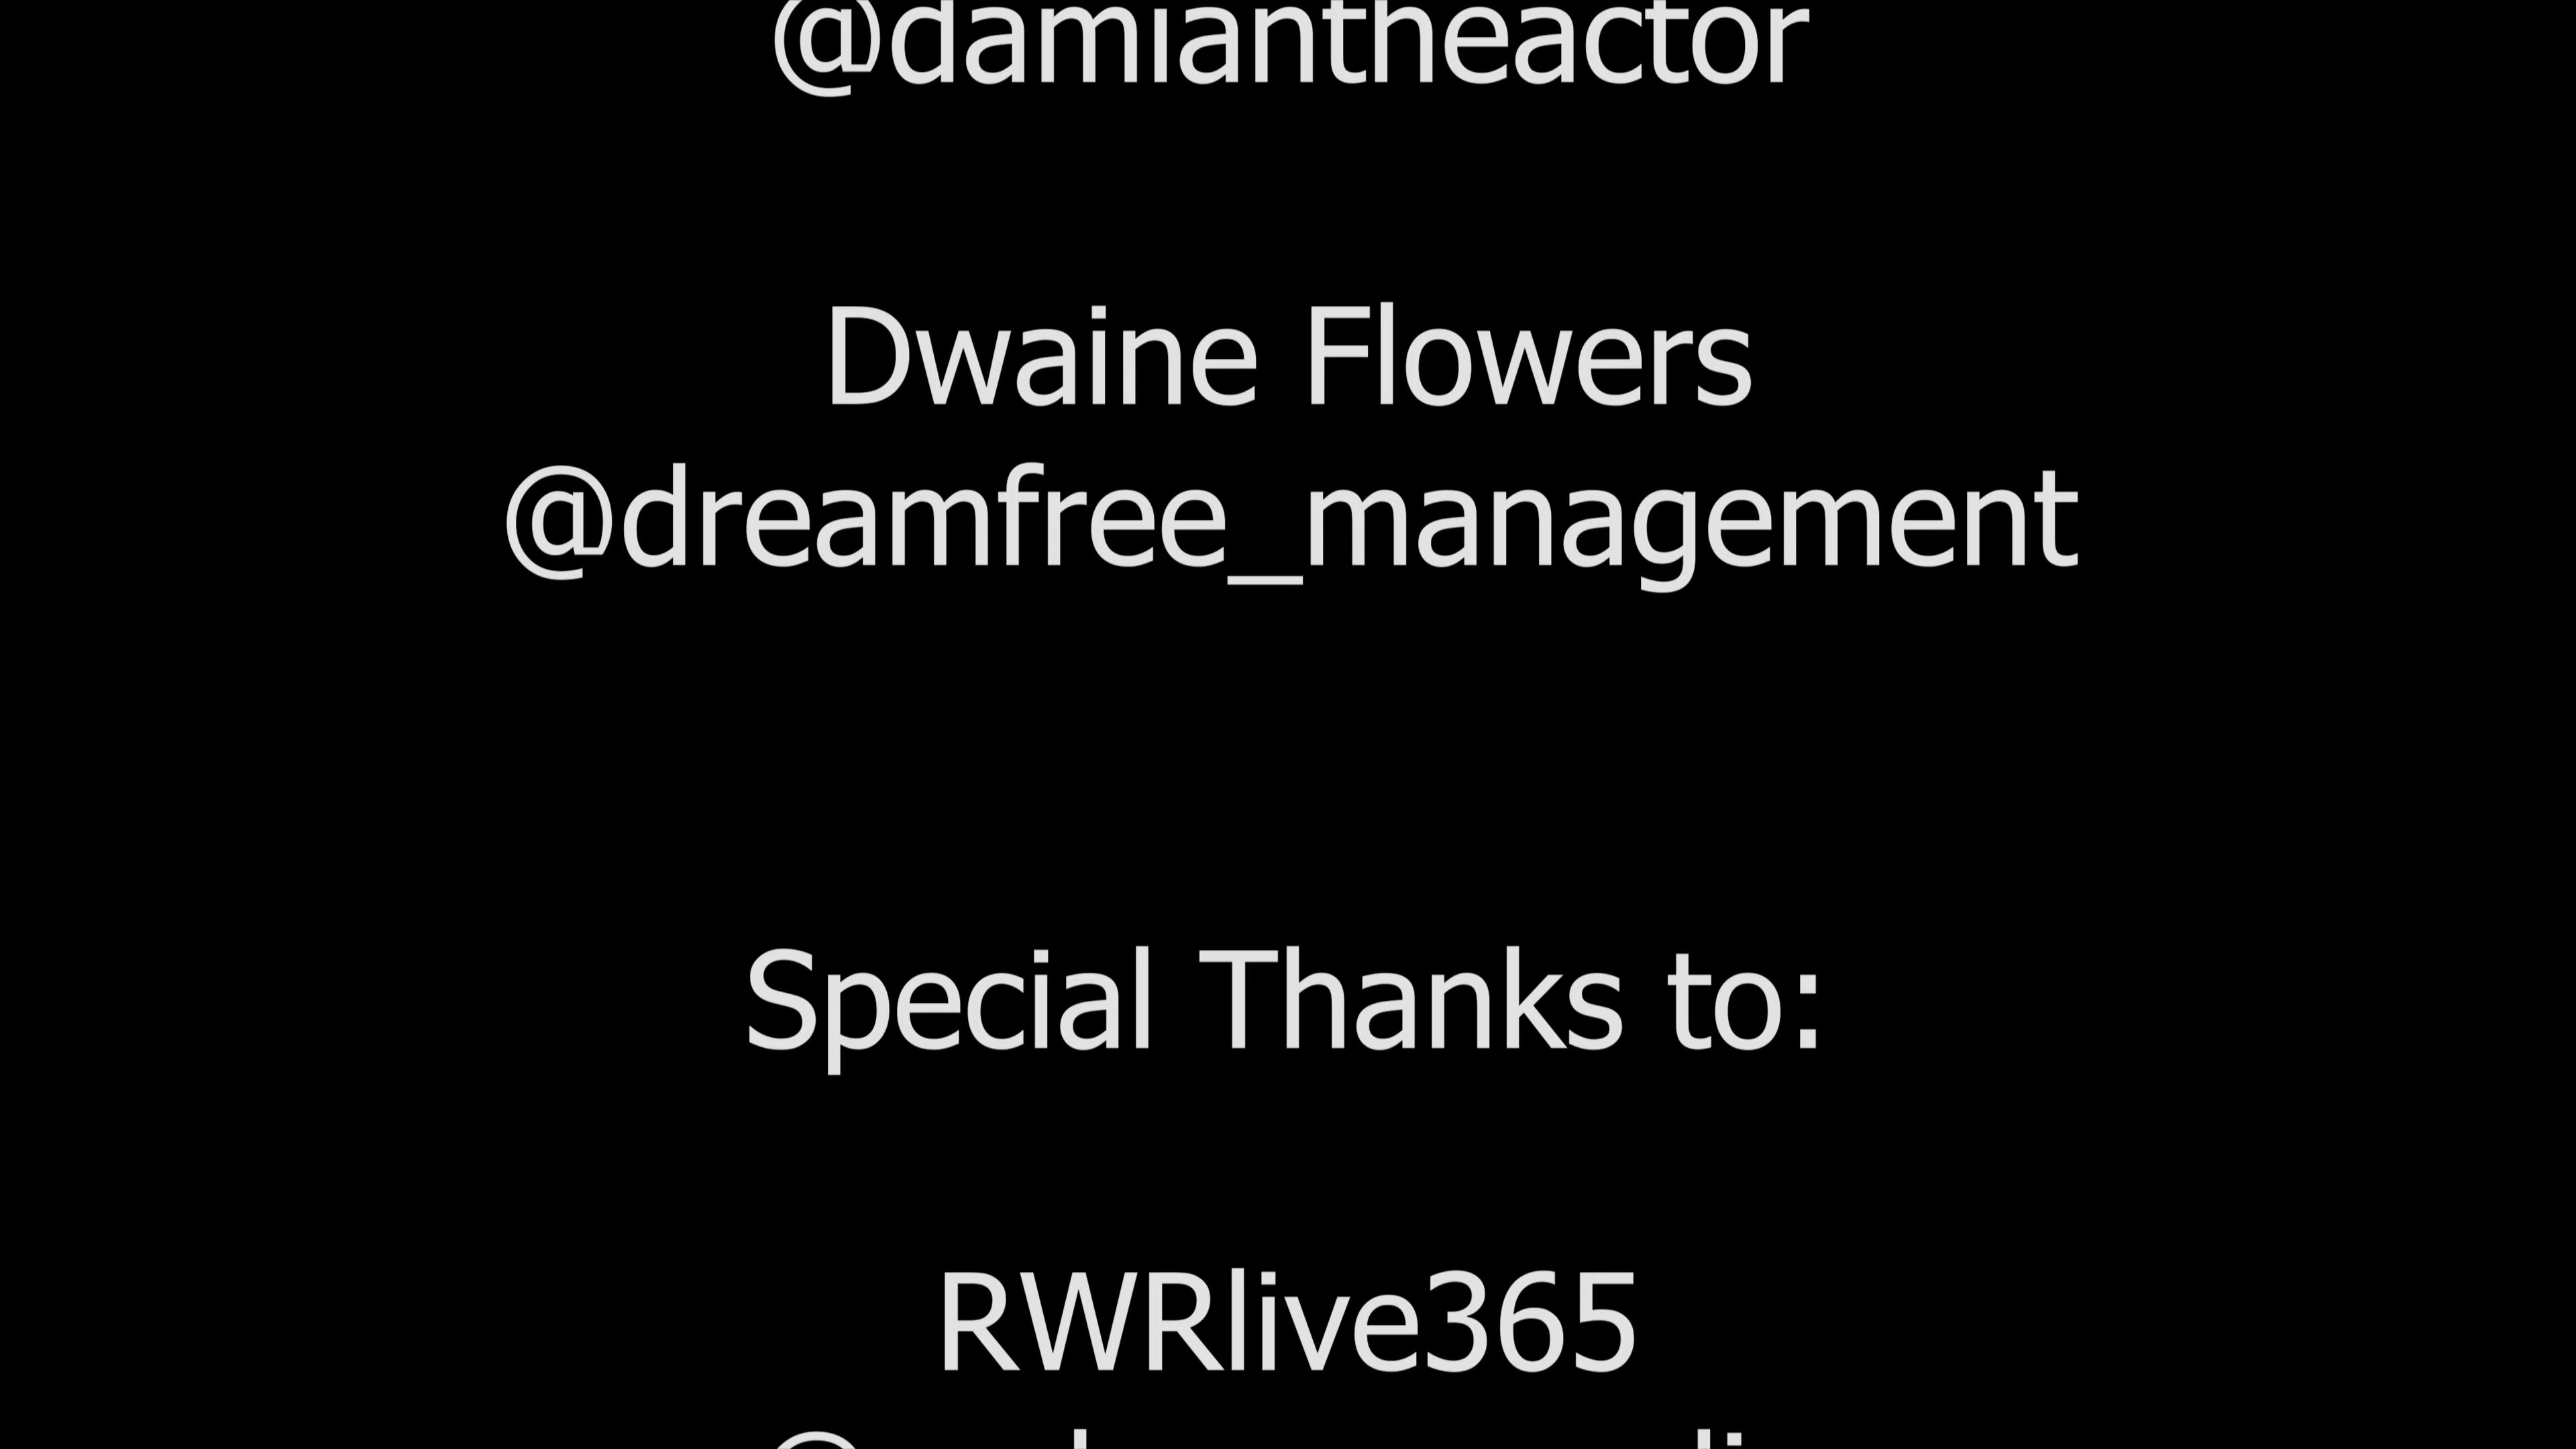 @damiantheactor
Dwaine Flowers
@dreamfree_management
Special Thanks to:
RWRlive365